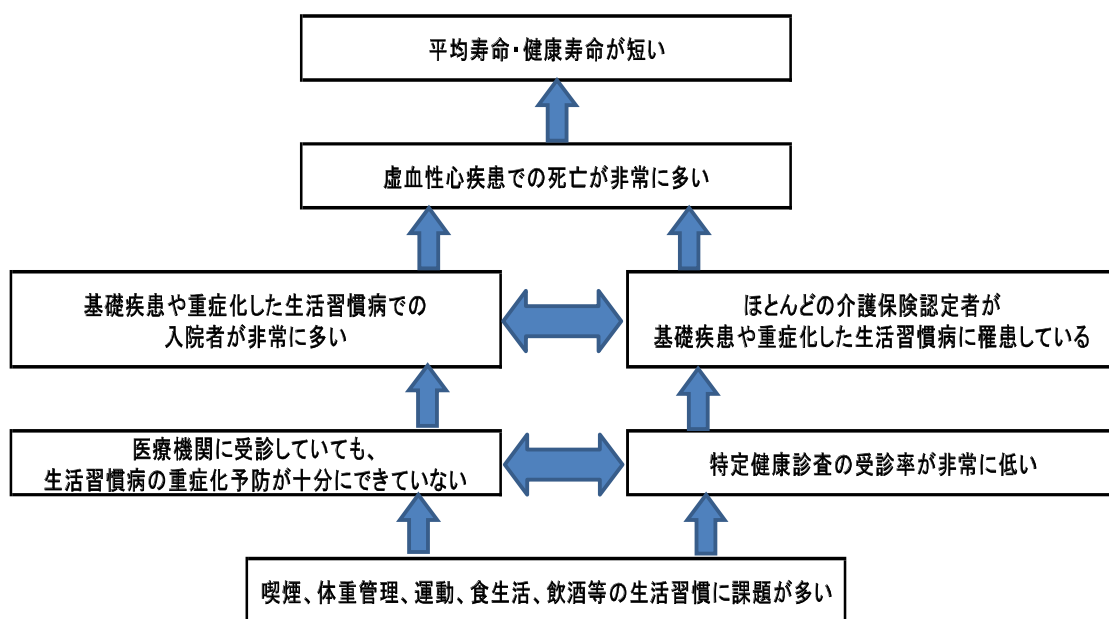 平均寿命・健康寿命が短い
虚血性心疾患での死亡が非常に多い
基礎疾患や重症化した生活習慣病での
入院者が非常に多い
ほとんどの介護保険認定者が
基礎疾患や重症化した生活習慣病に罹患している
医療機関に受診していても、
生活習慣病の重症化予防が十分にできていない
特定健康診査の受診率が非常に低い
喫煙、体重管理、運動、食生活、飲酒等の生活習慣に課題が多い